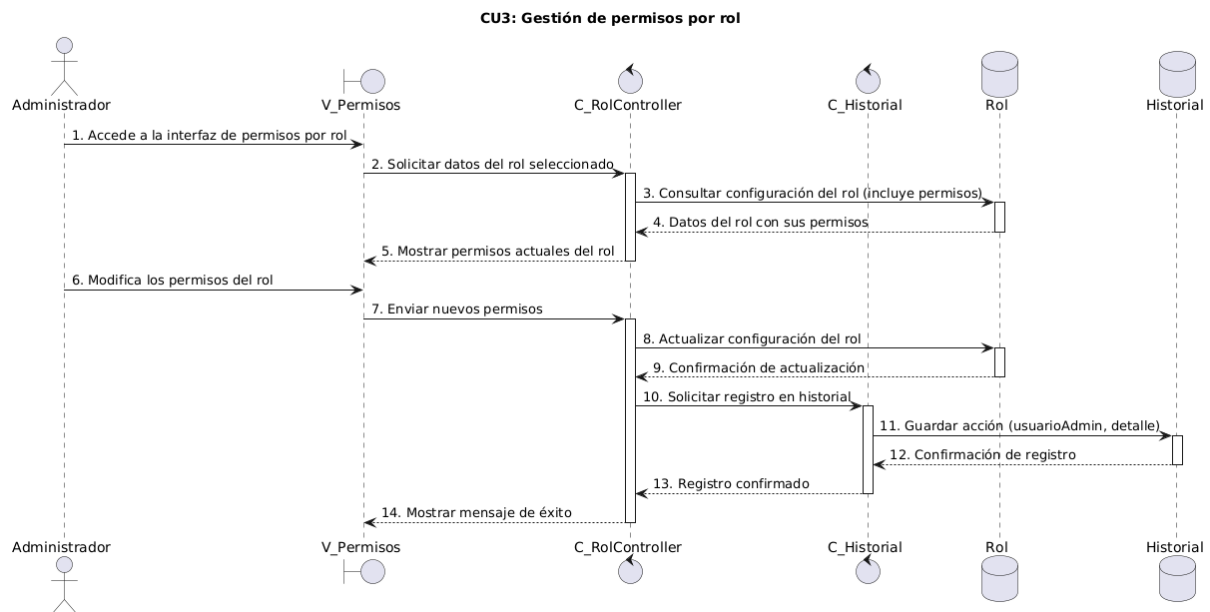 CU3: Gestión de permisos por rol
Administrador
V_Permisos
C_RolController
C_Historial
Rol
Historial
1. Accede a la interfaz de permisos por rol
2. Solicitar datos del rol seleccionado
3. Consultar configuración del rol (incluye permisos)
4. Datos del rol con sus permisos
5. Mostrar permisos actuales del rol
6. Modifica los permisos del rol
7. Enviar nuevos permisos
8. Actualizar configuración del rol
9. Confirmación de actualización
10. Solicitar registro en historial
11. Guardar acción (usuarioAdmin, detalle)
12. Confirmación de registro
13. Registro confirmado
14. Mostrar mensaje de éxito
Administrador
V_Permisos
C_RolController
C_Historial
Rol
Historial